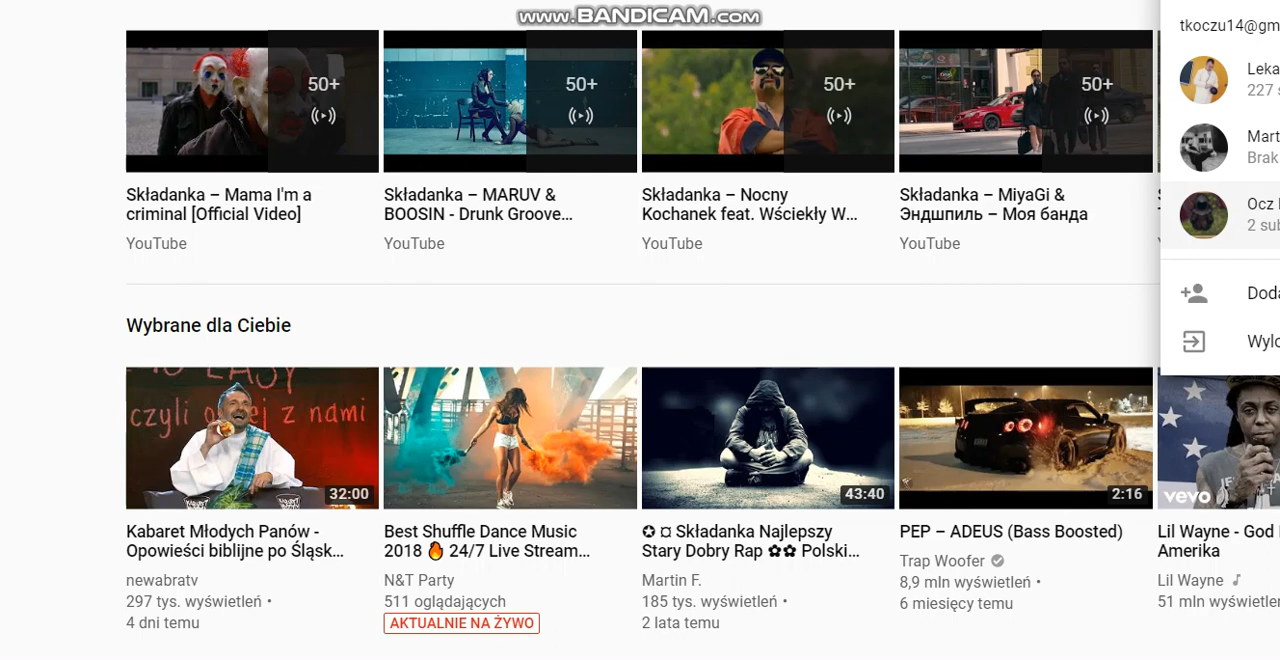 www.BANDICAM.com
tkoczu14@gm
50+
50+
50+
50+
Leka
227 s
Mart
Brak
Składanka – Mama I'm a
criminal [Official Video]
YouTube
Składanka – MARUV &
BOOSIN - Drunk Groove...
YouTube
Składanka – Nocny
Kochanek feat. Wściekły W...
YouTube
Składanka – MiyaGi &
Эндшпиль – Моя банда
YouTube
Ocz
2 sub
Doda
Wylo
Wybrane dla Ciebie
czyli z nami
32:00
43:40
2:16
vevo
Kabaret Młodych Panów -
Opowieści biblijne po Śląsk...
newabratv
297 tys. wyświetleń •
4 dni temu
Best Shuffle Dance Music
2018 🔥 24/7 Live Stream...
N&T Party
511 oglądających
AKTUALNIE NA ŻYWO
✪ ¤ Składanka Najlepszy
Stary Dobry Rap ✿✿ Polski...
Martin F.
185 tys. wyświetleń •
2 lata temu
PEP – ADEUS (Bass Boosted)
Trap Woofer
8,9 mln wyświetleń •
6 miesięcy temu
Lil Wayne - God
Amerika
Lil Wayne
51 mln wyświetleń